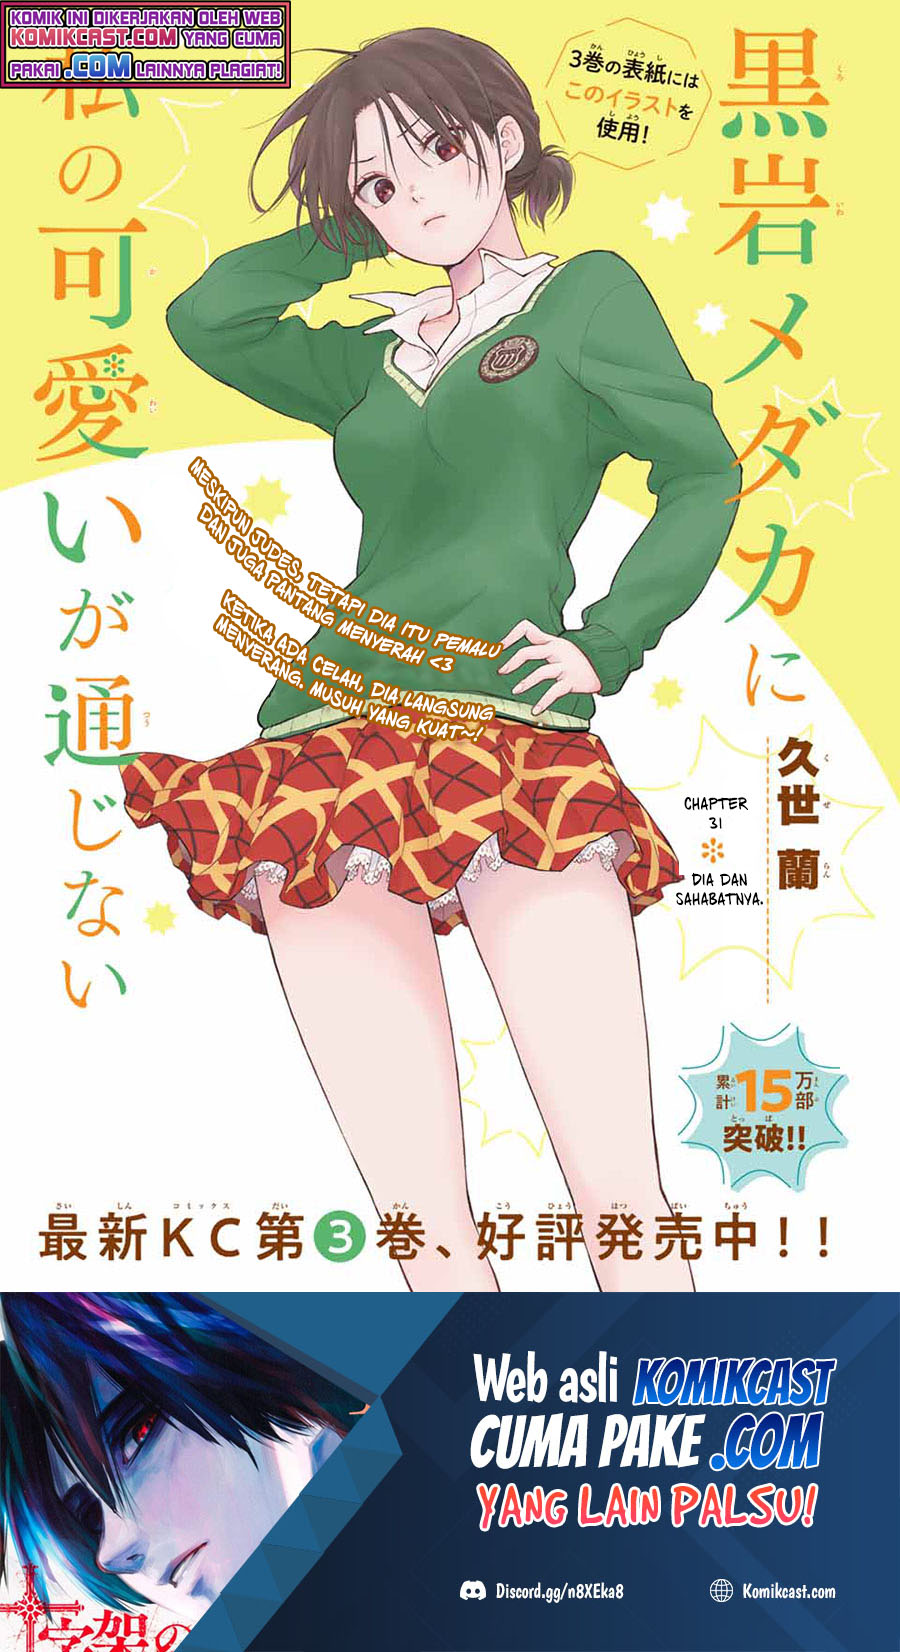 KOMIK INI DIKERJAKAN OLEH WEB
KOMIKCAST.COM YANG CUMA
PAKAI .COM LAINNYA PLAGIAT!
3巻の表紙には
このイラストを
使用!
黒岩メダカに
私の可愛いが通じない
MESKIPUN JUDES, TETAPI DIA ITU PEMALU
DAN JUGA PANTANG MENYERAH <3
KETIKA ADA CELAH, DIA LANGSUNG
MENYERANG. MUSUH YANG KUAT~!
久世 蘭
CHAPTER
31
DIA DAN
SAHABATNYA.
累計15万部
突破!!
最新KC第3巻、好評発売中!!
Web asli KOMIKCAST
CUMA PAKE .COM
YANG LAIN PALSU!
Discord.gg/n8XEka8
Komikcast.com
十字架の